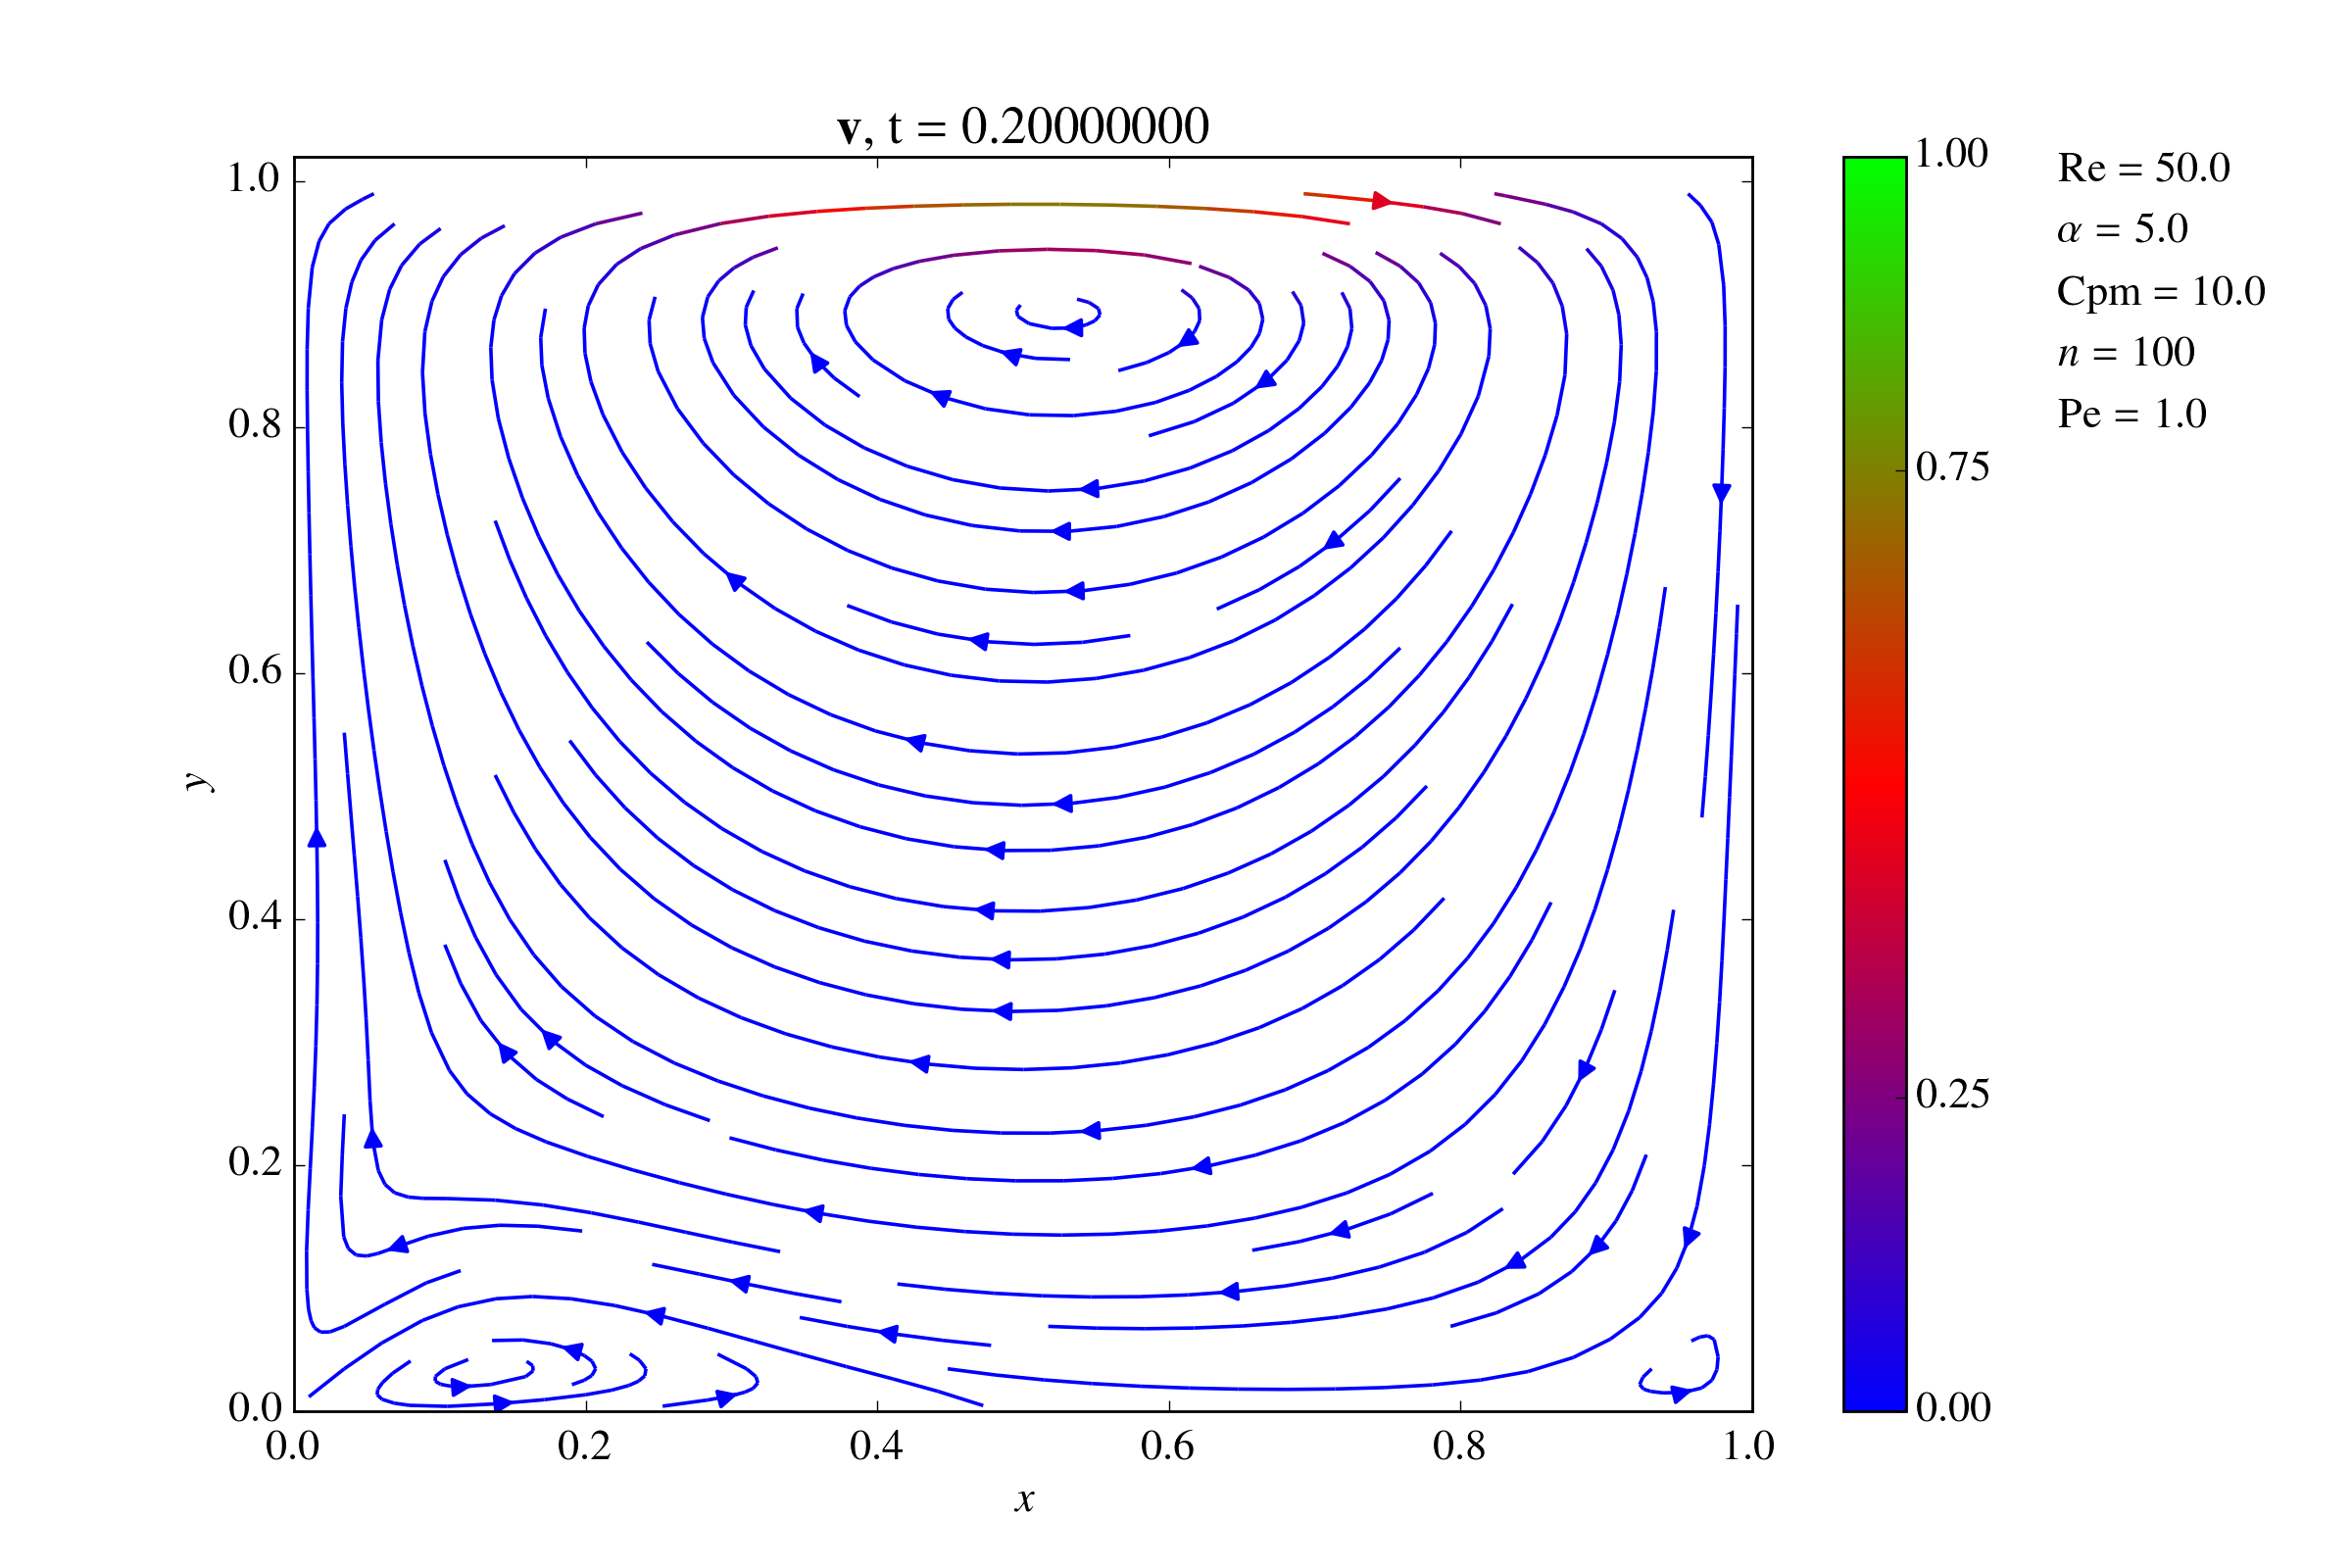 v, t = 0.20000000
1.0
0.8
0.6
0.4
0.2
0.0
y
0.0 0.2 0.4 0.6 0.8 1.0
x
1.00
0.75
0.25
0.00
Re = 50.0
α = 5.0
Cpm = 10.0
n = 100
Pe = 1.0